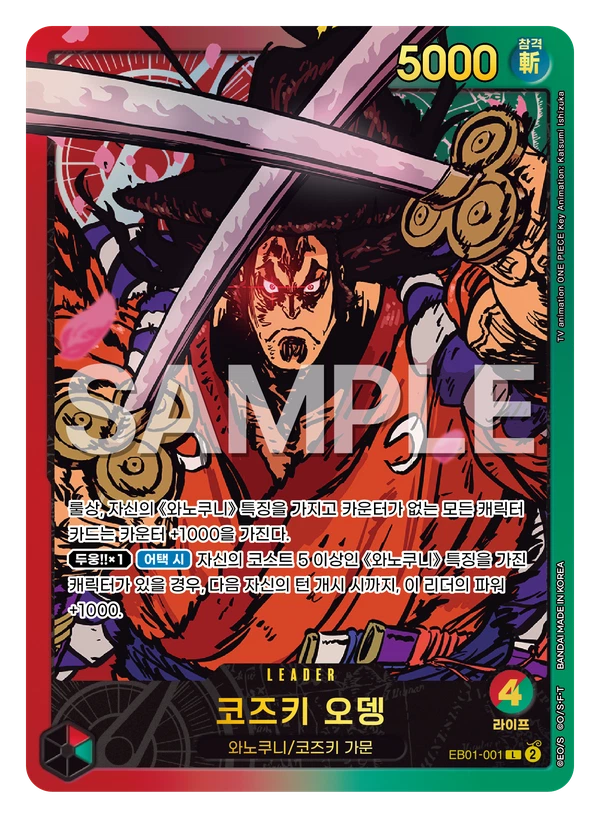 5000
참격
斬
TV animation ONE PIECE Key Animation: Katsumi Ishizuka
SAMPLE
룰상, 자신의 《와노쿠니》 특징을 가지고 카운터가 없는 모든 캐릭터
카드는 카운터 +1000을 가진다.
두웅!!×1 어택 시 자신의 코스트 5 이상인 《와노쿠니》 특징을 가진
캐릭터가 있을 경우, 다음 자신의 턴 개시 시까지, 이 리더의 파워
+1000.
LEADER
코즈키 오뎅
와노쿠니/코즈키 가문
4
라이프
EB01-001 L 2
©EO/S ©O/S·F·T BANDAI MADE IN KOREA